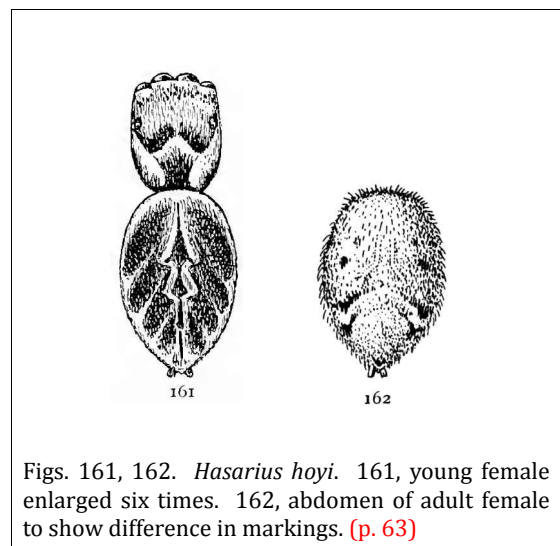 161
162
Figs. 161, 162. Hasarius hoyi. 161, young female
enlarged six times. 162, abdomen of adult female
to show difference in markings. (p. 63)